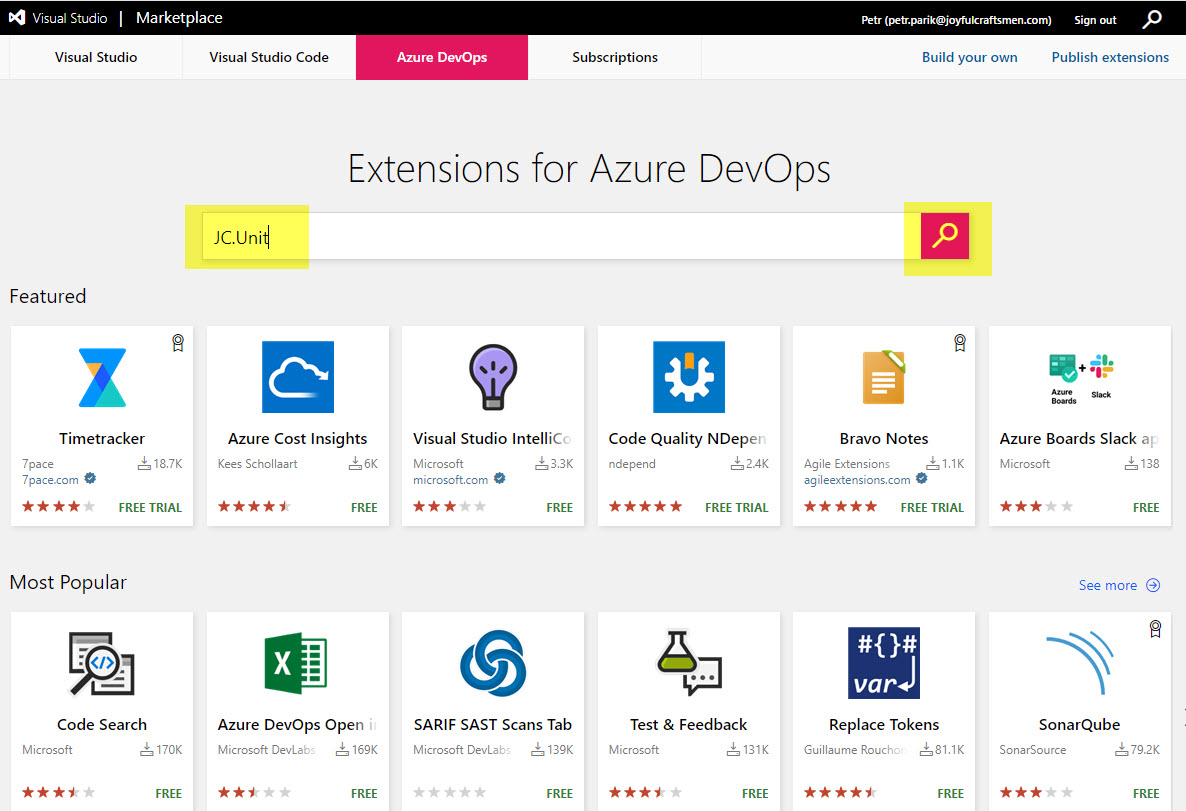 Visual Studio | Marketplace
Petr (petr.parik@joyfulcraftsmen.com) Sign out
Visual Studio Visual Studio Code Azure DevOps Subscriptions Build your own Publish extensions
Extensions for Azure DevOps
JC.Unit
Featured
Timetracker
7pace 18.7K
7pace.com
FREE TRIAL
Azure Cost Insights
Kees Schollaart 6K
FREE
Visual Studio IntelliCo
Microsoft 3.3K
microsoft.com
FREE
Code Quality NDepen
ndepend 2.4K
FREE TRIAL
Bravo Notes
Agile Extensions 1.1K
agileextensions.com
FREE TRIAL
Azure
Boards
+
Slack
Azure Boards Slack ap
Microsoft 138
FREE
Most Popular
See more
</>
Code Search
Microsoft 170K
FREE
X
Azure DevOps Open i
Microsoft DevLabs 169K
FREE
SARIF SAST Scans Tab
Microsoft DevLabs 139K
FREE
Test & Feedback
Microsoft 131K
FREE
#{}#
var
Replace Tokens
Guillaume Rouchon 81.1K
FREE
SonarQube
SonarSource 79.2K
FREE